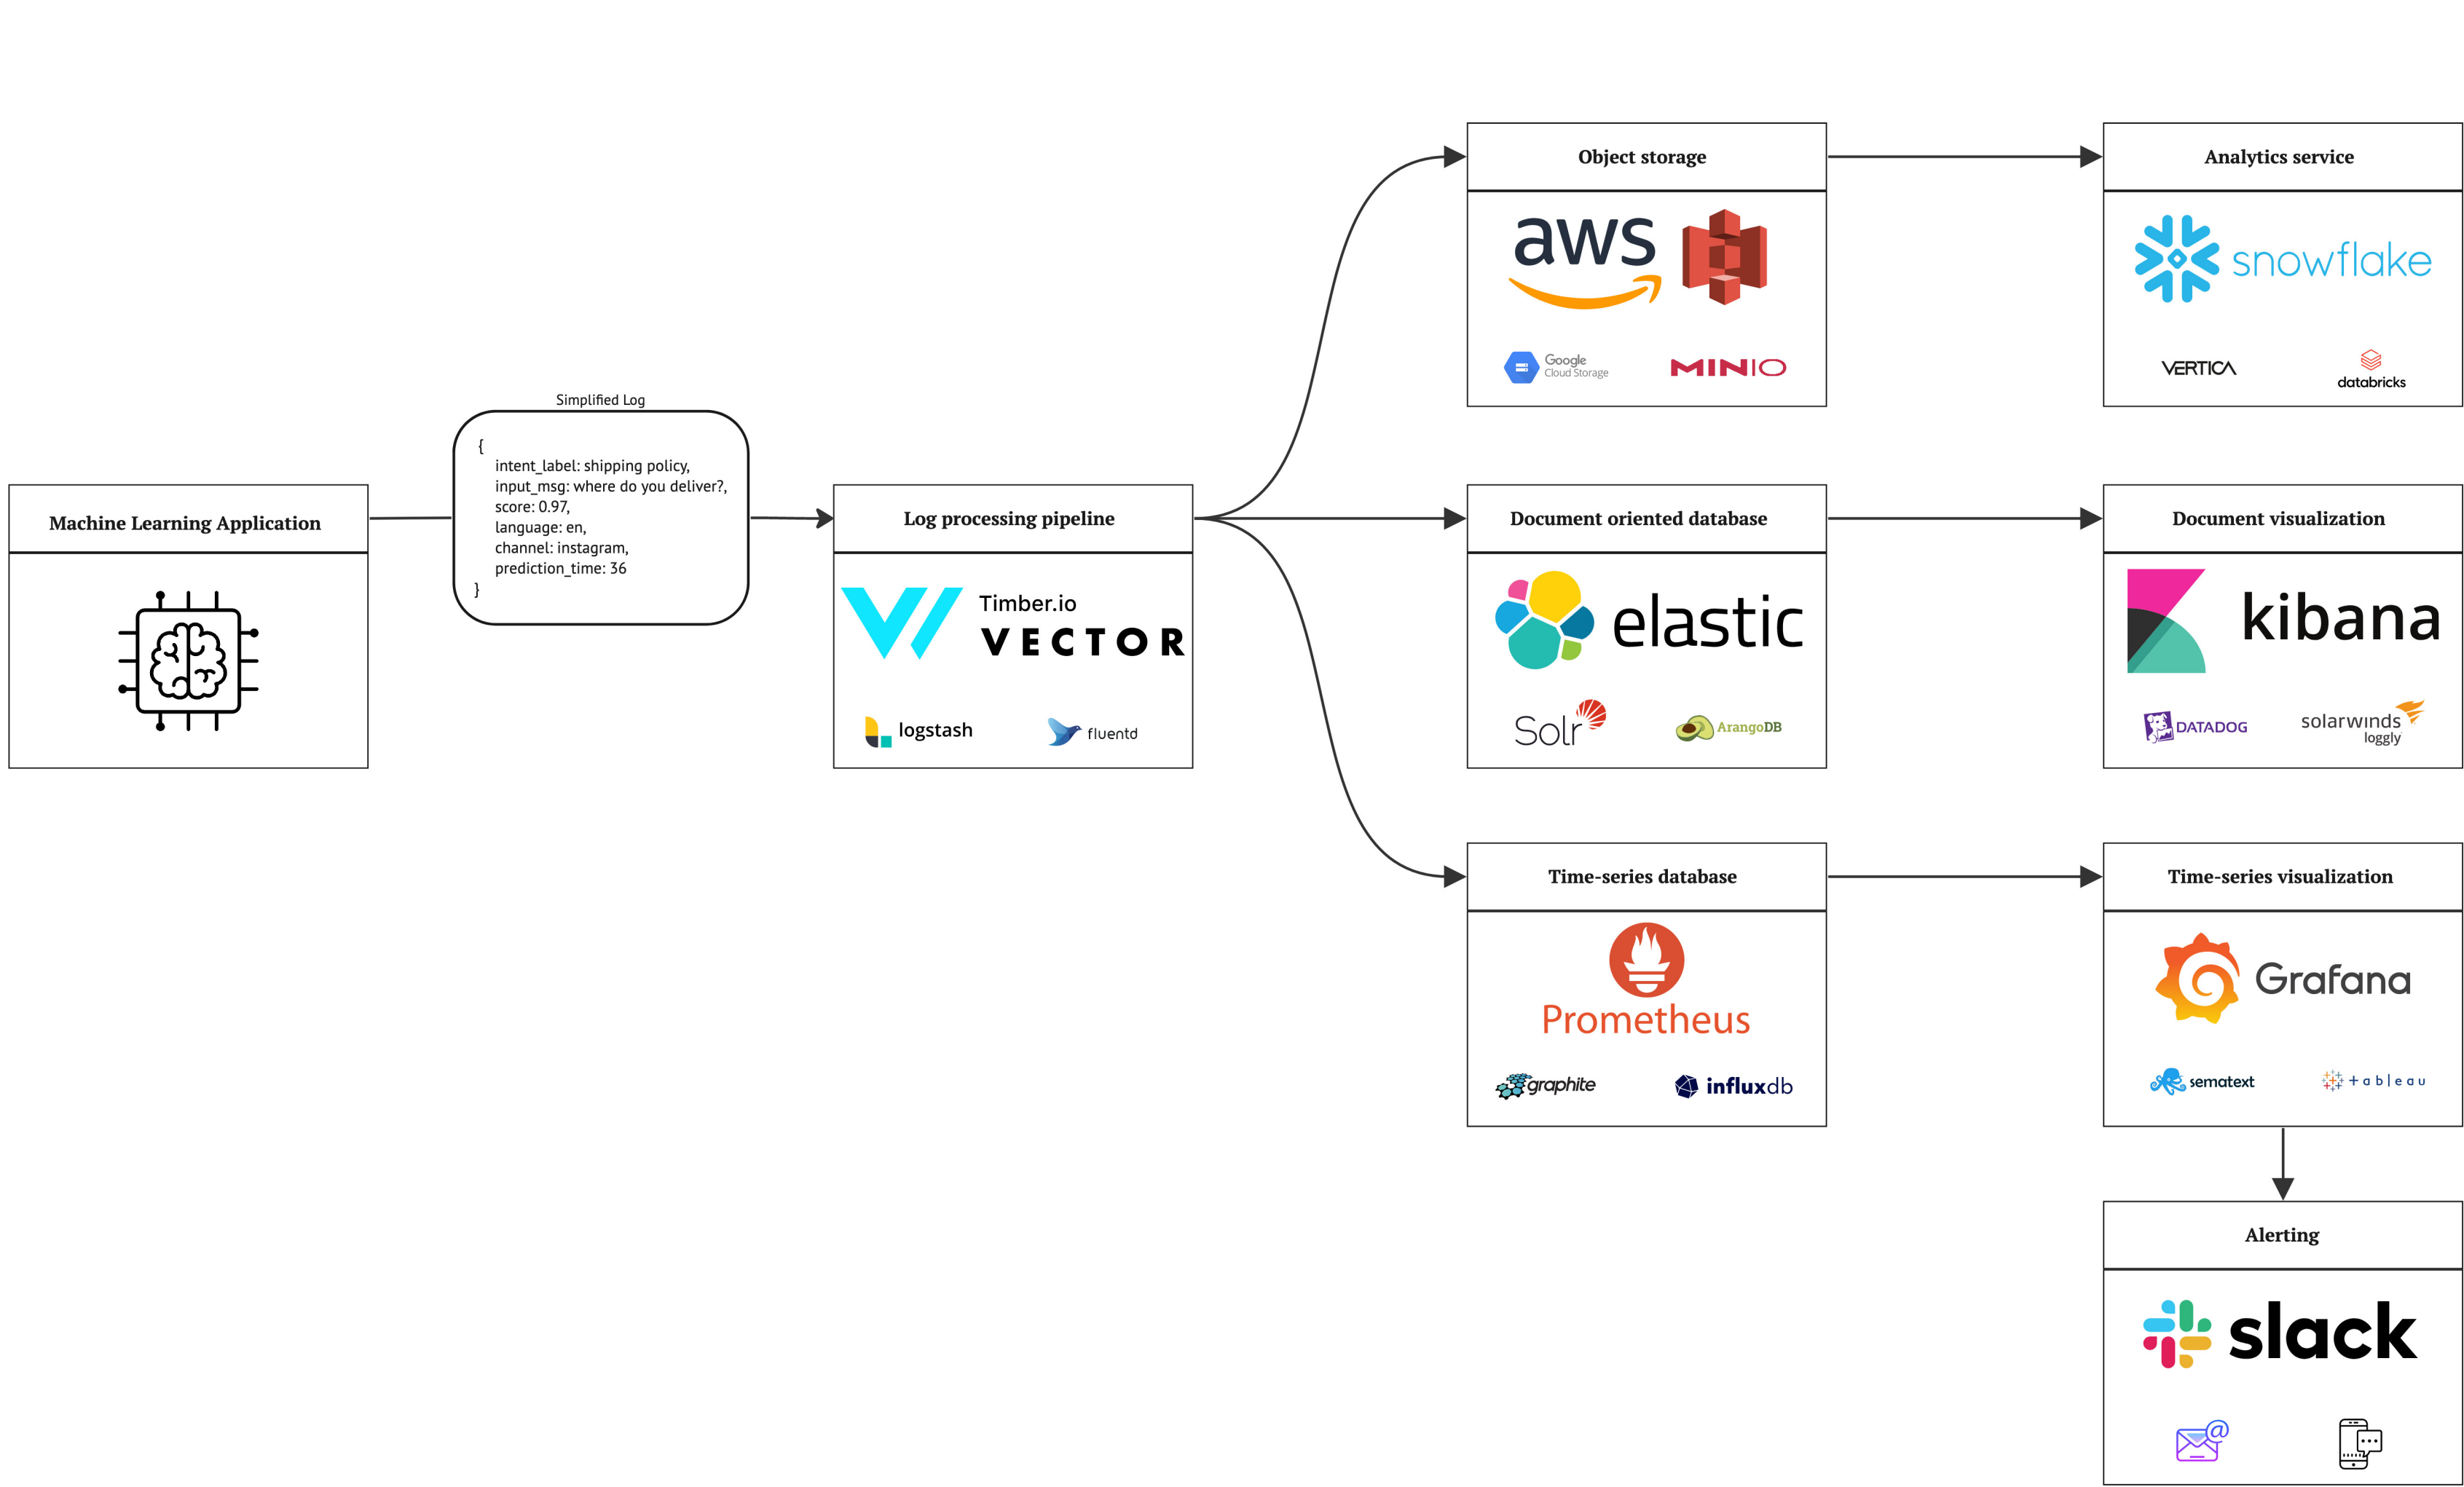 Machine Learning Application
Simplified Log
{
intent_label: shipping policy,
input_msg: where do you deliver?,
score: 0.97,
language: en,
channel: instagram,
prediction_time: 36
}
Log processing pipeline
Timber.io
VECTOR
logstash
fluentd
Object storage
aws
Google
Cloud Storage
MINIO
Analytics service
snowflake
VERTICA
databricks
Document oriented database
elastic
Solr
ArangoDB
Document visualization
kibana
DATADOG
solarwinds
loggly
Time-series database
Prometheus
graphite
influxdb
Time-series visualization
Grafana
sematext
+ableau
Alerting
slack
@